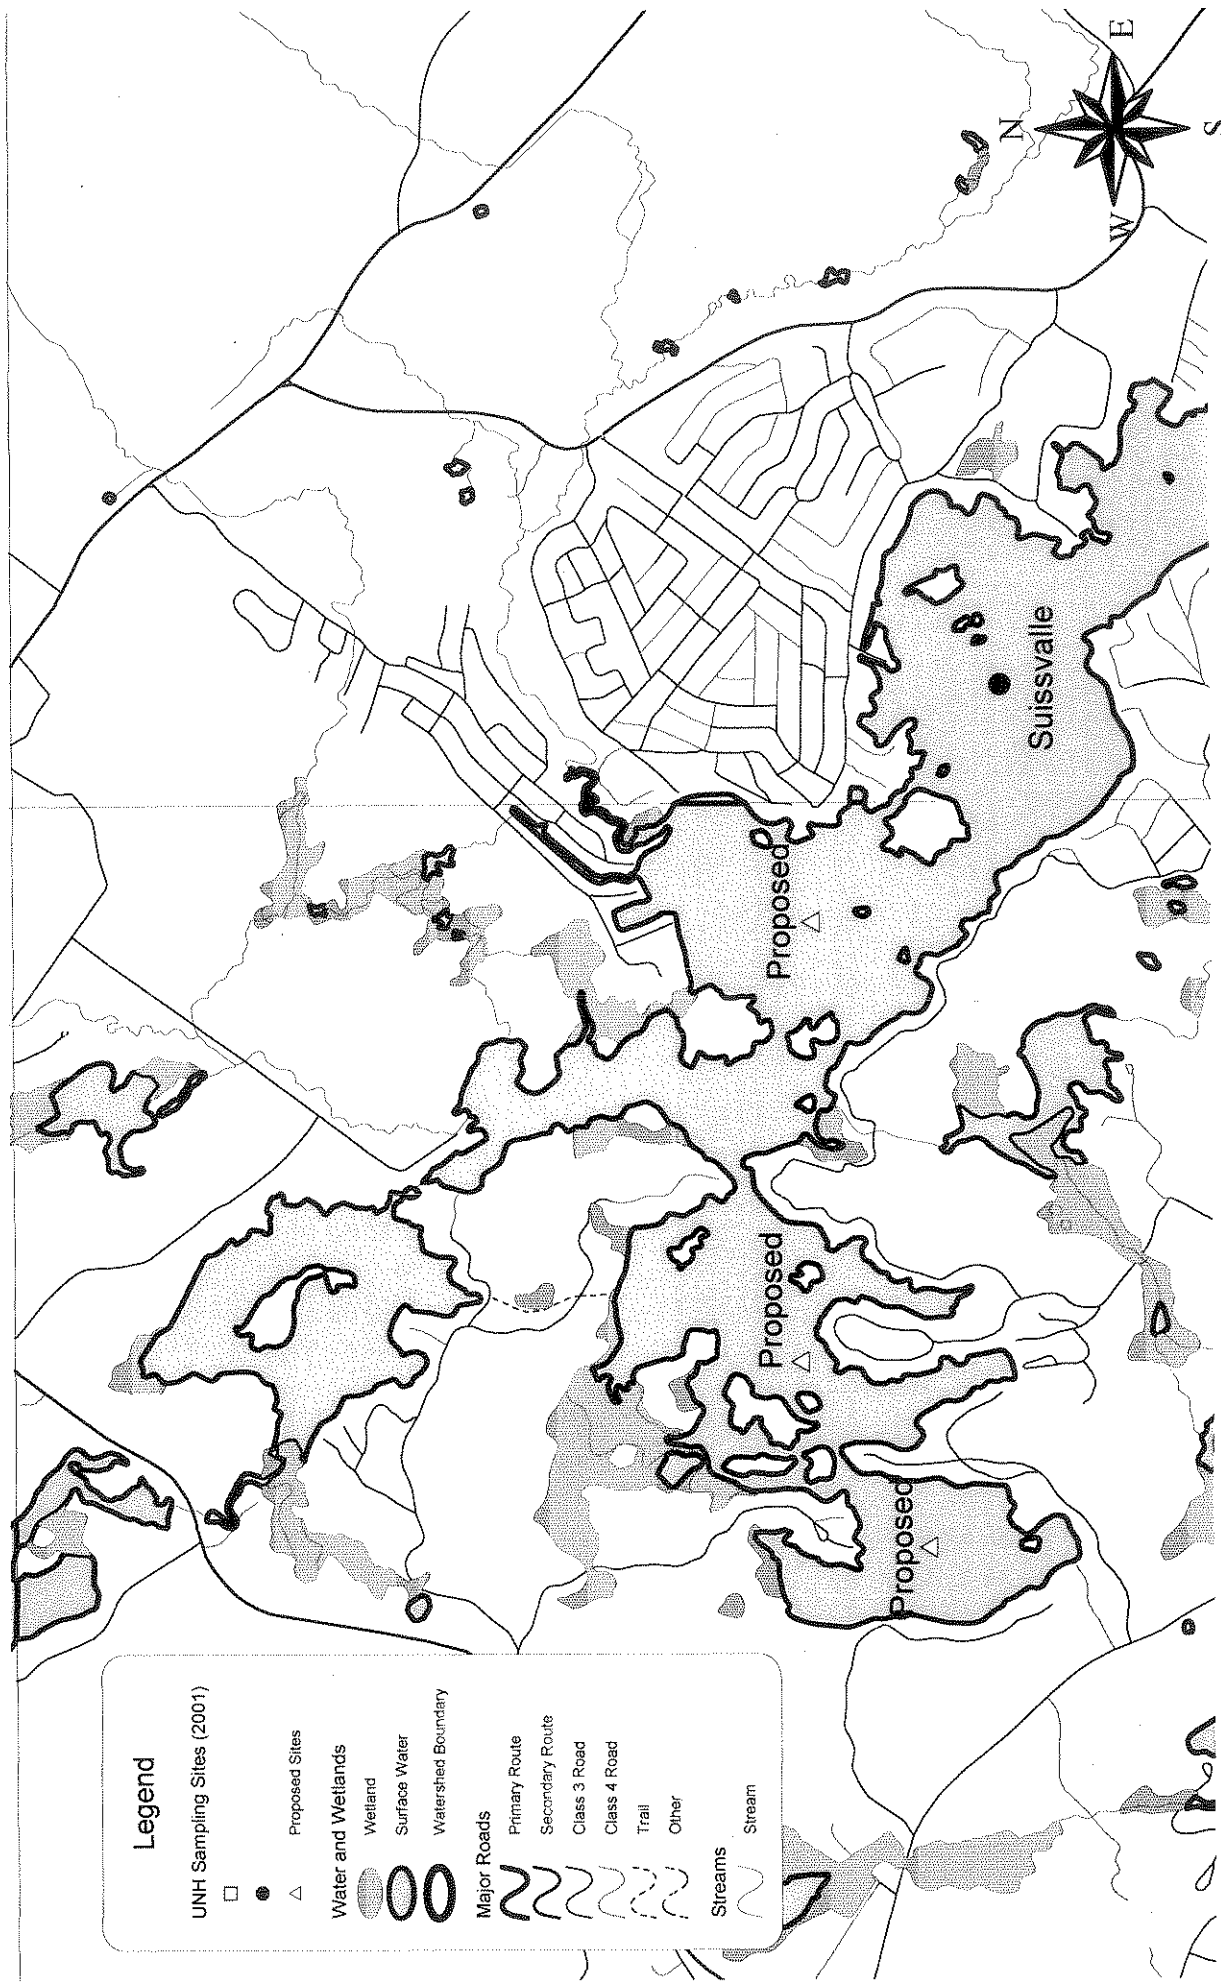 Legend
UNH Sampling Sites (2001)
Proposed Sites
Water and Wetlands
Wetland
Surface Water
Watershed Boundary
Major Roads
Primary Route
Secondary Route
Class 3 Road
Class 4 Road
Trail
Other
Streams
Stream
Proposed
Proposed
Proposed
Suissvalle
N
E
S
W